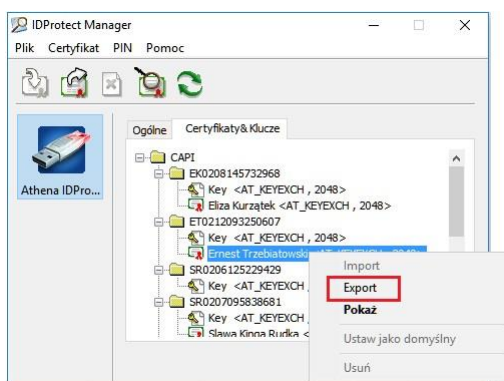 IDProtect Manager
Plik Certyfikat PIN Pomoc
Ogólne Certyfikaty&Klucze
CAPI
EK0208145732968
Key <AT_KEYEXCH , 2048>
Eliza Kurzątek <AT_KEYEXCH , 2048>
ET0212093250607
Key <AT_KEYEXCH , 2048>
Ernest Trzebiatowski
SR0206125229429
Key <AT_KEYEXCH
SR0207095838681
Key <AT_KEYEXCH
Sława Kinga Rudka <
Athena IDPro...
Import
Export
Pokaż
Ustaw jako domyślny
Usuń